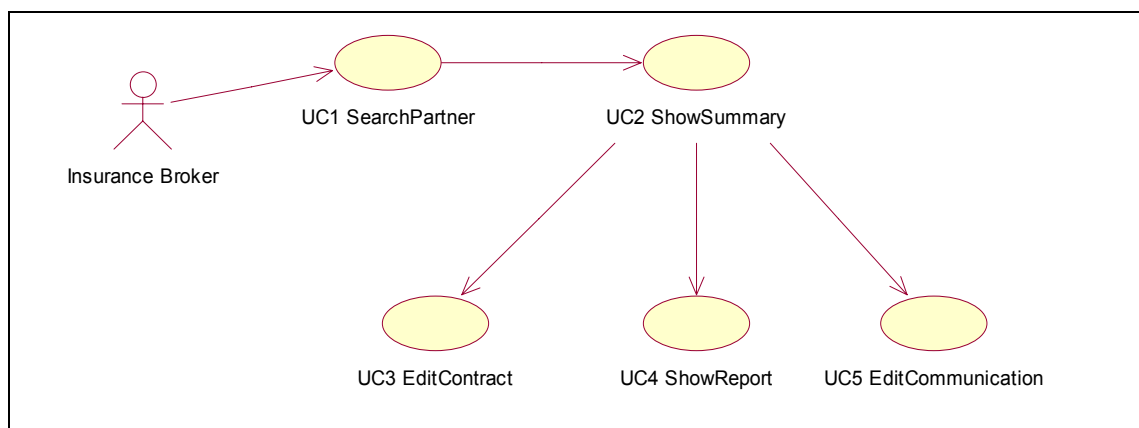 UC1 SearchPartner
UC2 ShowSummary
Insurance Broker
UC3 EditContract
UC4 ShowReport
UC5 EditCommunication